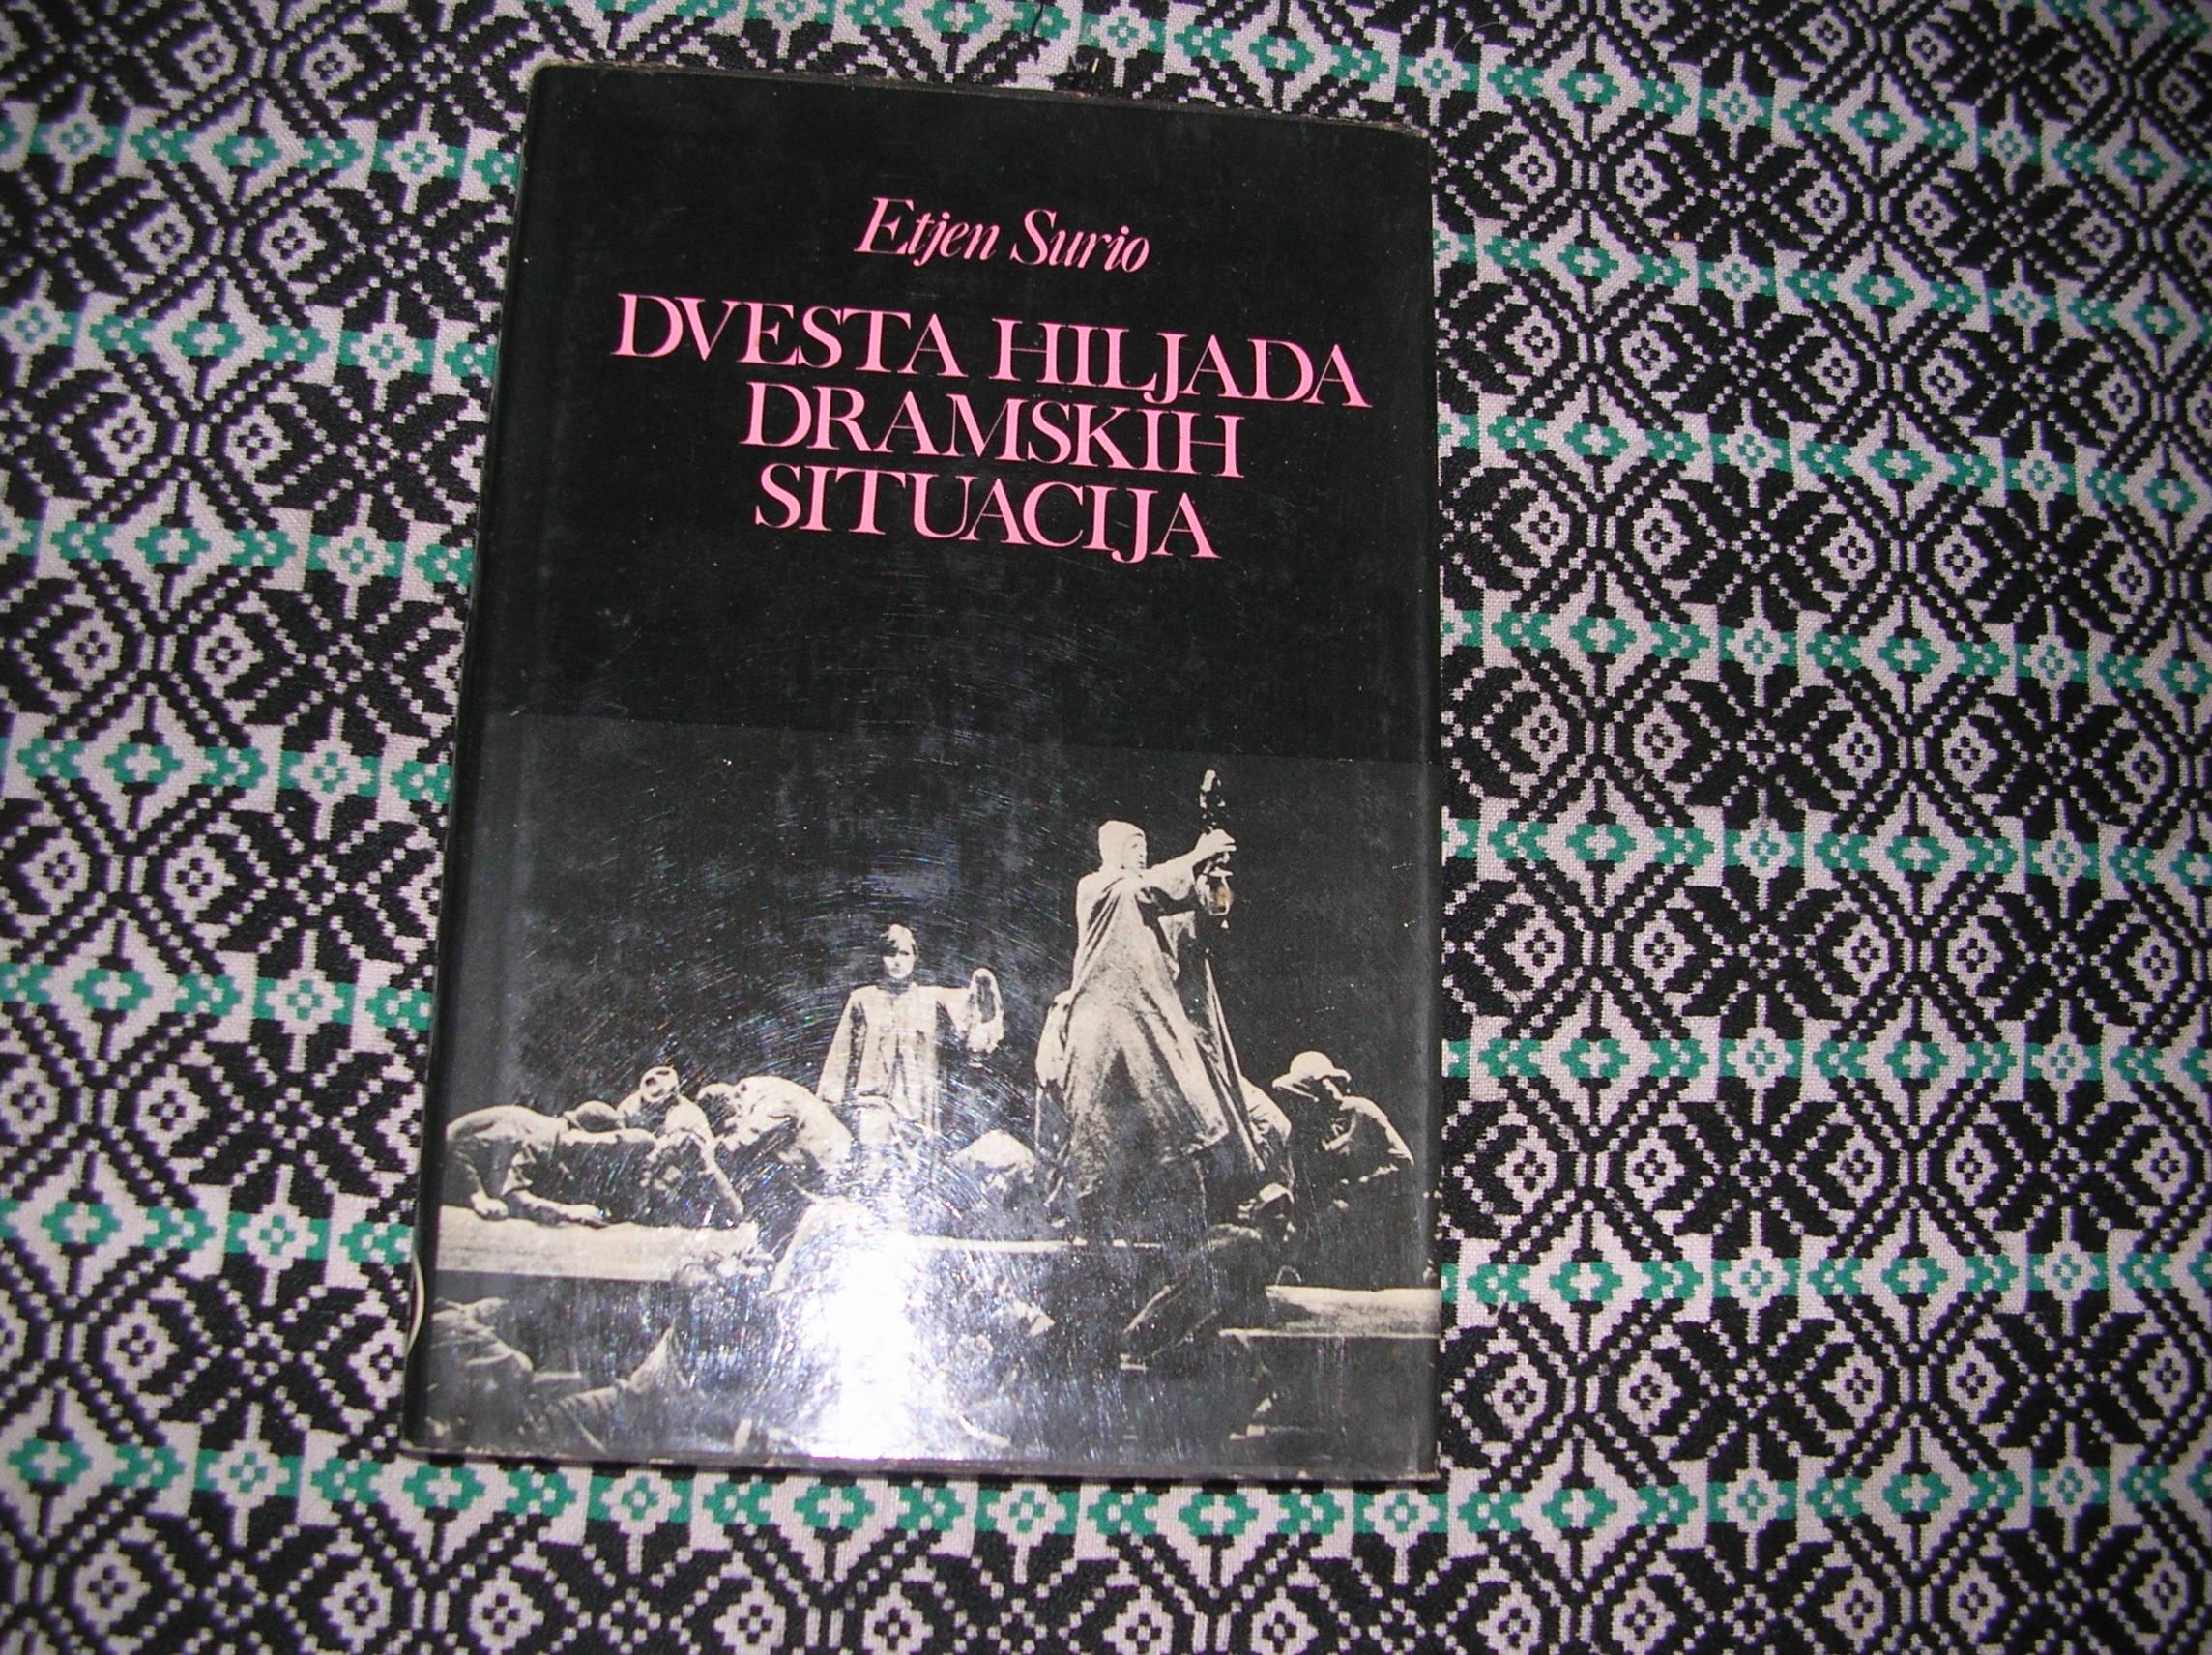 Etjen Surio
DVESTA HILJADA
DRAMSKIH
SITUACIJA